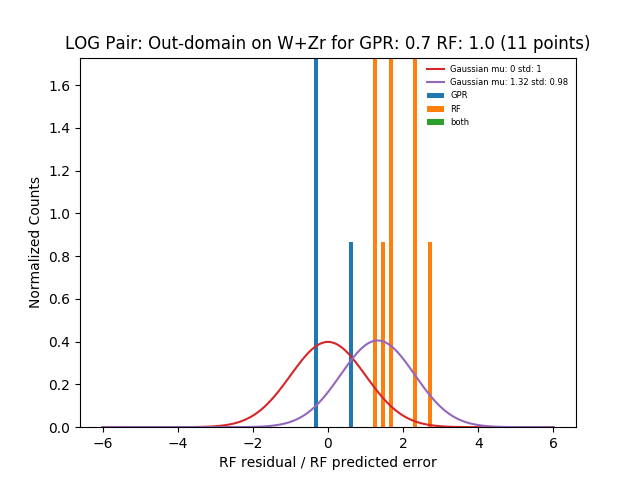 LOG Pair: Out-domain on W+Zr for GPR: 0.7 RF: 1.0 (11 points)
Gaussian mu: 0 std: 1
Gaussian mu: 1.32 std: 0.98
GPR
RF
both
Normalized Counts
1.6
1.4
1.2
1.0
0.8
0.6
0.4
0.2
0.0
−6 −4 −2 0 2 4 6
RF residual / RF predicted error